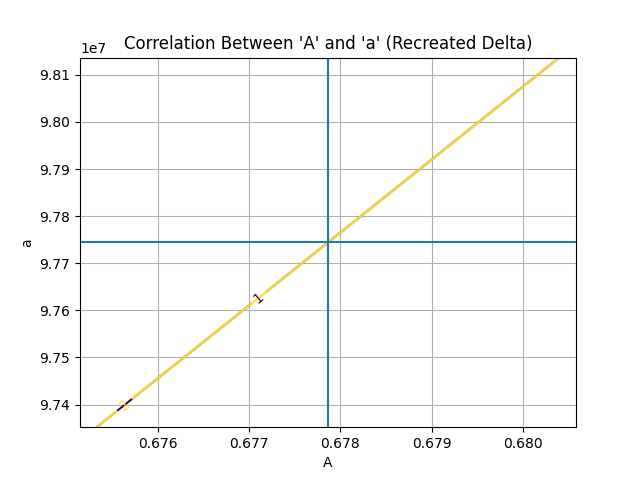 Correlation Between 'A' and 'a' (Recreated Delta)
1e7
9.81
9.80
9.79
9.78
9.77
9.76
9.75
9.74
a
1
0.676 0.677 0.678 0.679 0.680
A